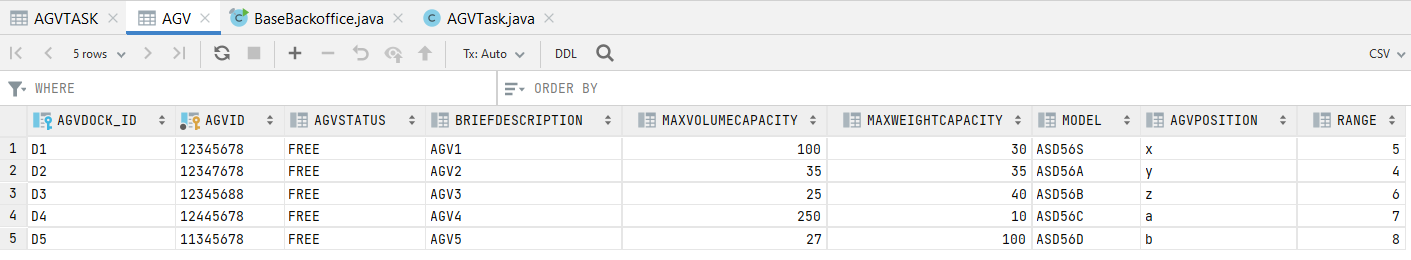 AGVTASK AGV BaseBackoffice.java AGVTask.java
5 rows Tx: Auto DDL CSV
WHERE ORDER BY
AGVDOCK_ID AGVID AGVSTATUS BRIEFDESCRIPTION MAXVOLUMECAPACITY MAXWEIGHTCAPACITY MODEL AGVPOSITION RANGE
1 D1 12345678 FREE AGV1 100 30 ASD56S x 5
2 D2 12347678 FREE AGV2 35 35 ASD56A y 4
3 D3 12345688 FREE AGV3 25 40 ASD56B z 6
4 D4 12445678 FREE AGV4 250 10 ASD56C a 7
5 D5 11345678 FREE AGV5 27 100 ASD56D b 8